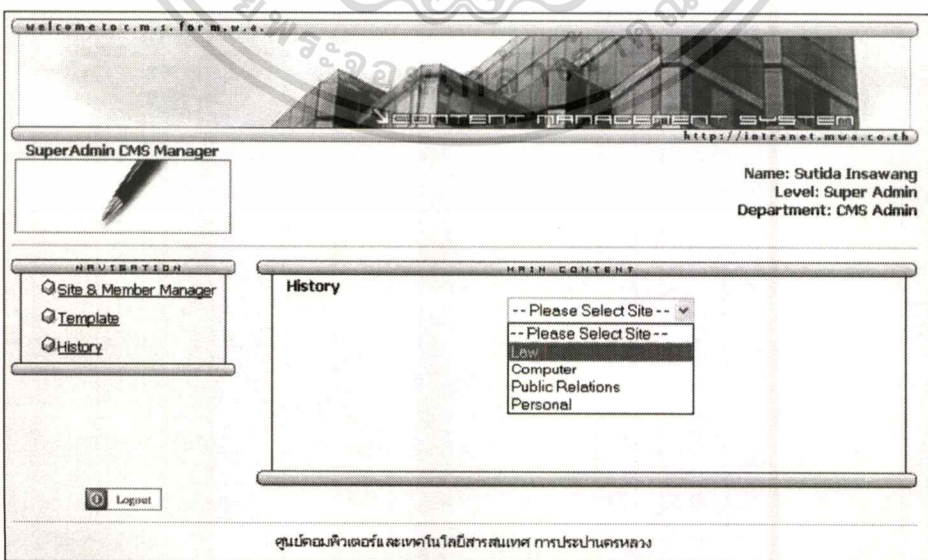 welcome to c.m.s. for m.w.a.
CONTENT MANAGEMENT SYSTEM
http://intranet.mwa.co.th
SuperAdmin CMS Manager
Name: Sutida Insawang
Level: Super Admin
Department: CMS Admin
NAVIGATION
Site & Member Manager
Template
History
MAIN CONTENT
History
-- Please Select Site --
-- Please Select Site --
Law
Computer
Public Relations
Personal
Logout
ศูนย์คอมพิวเตอร์และเทคโนโลยีสารสนเทศ การประปานครหลวง